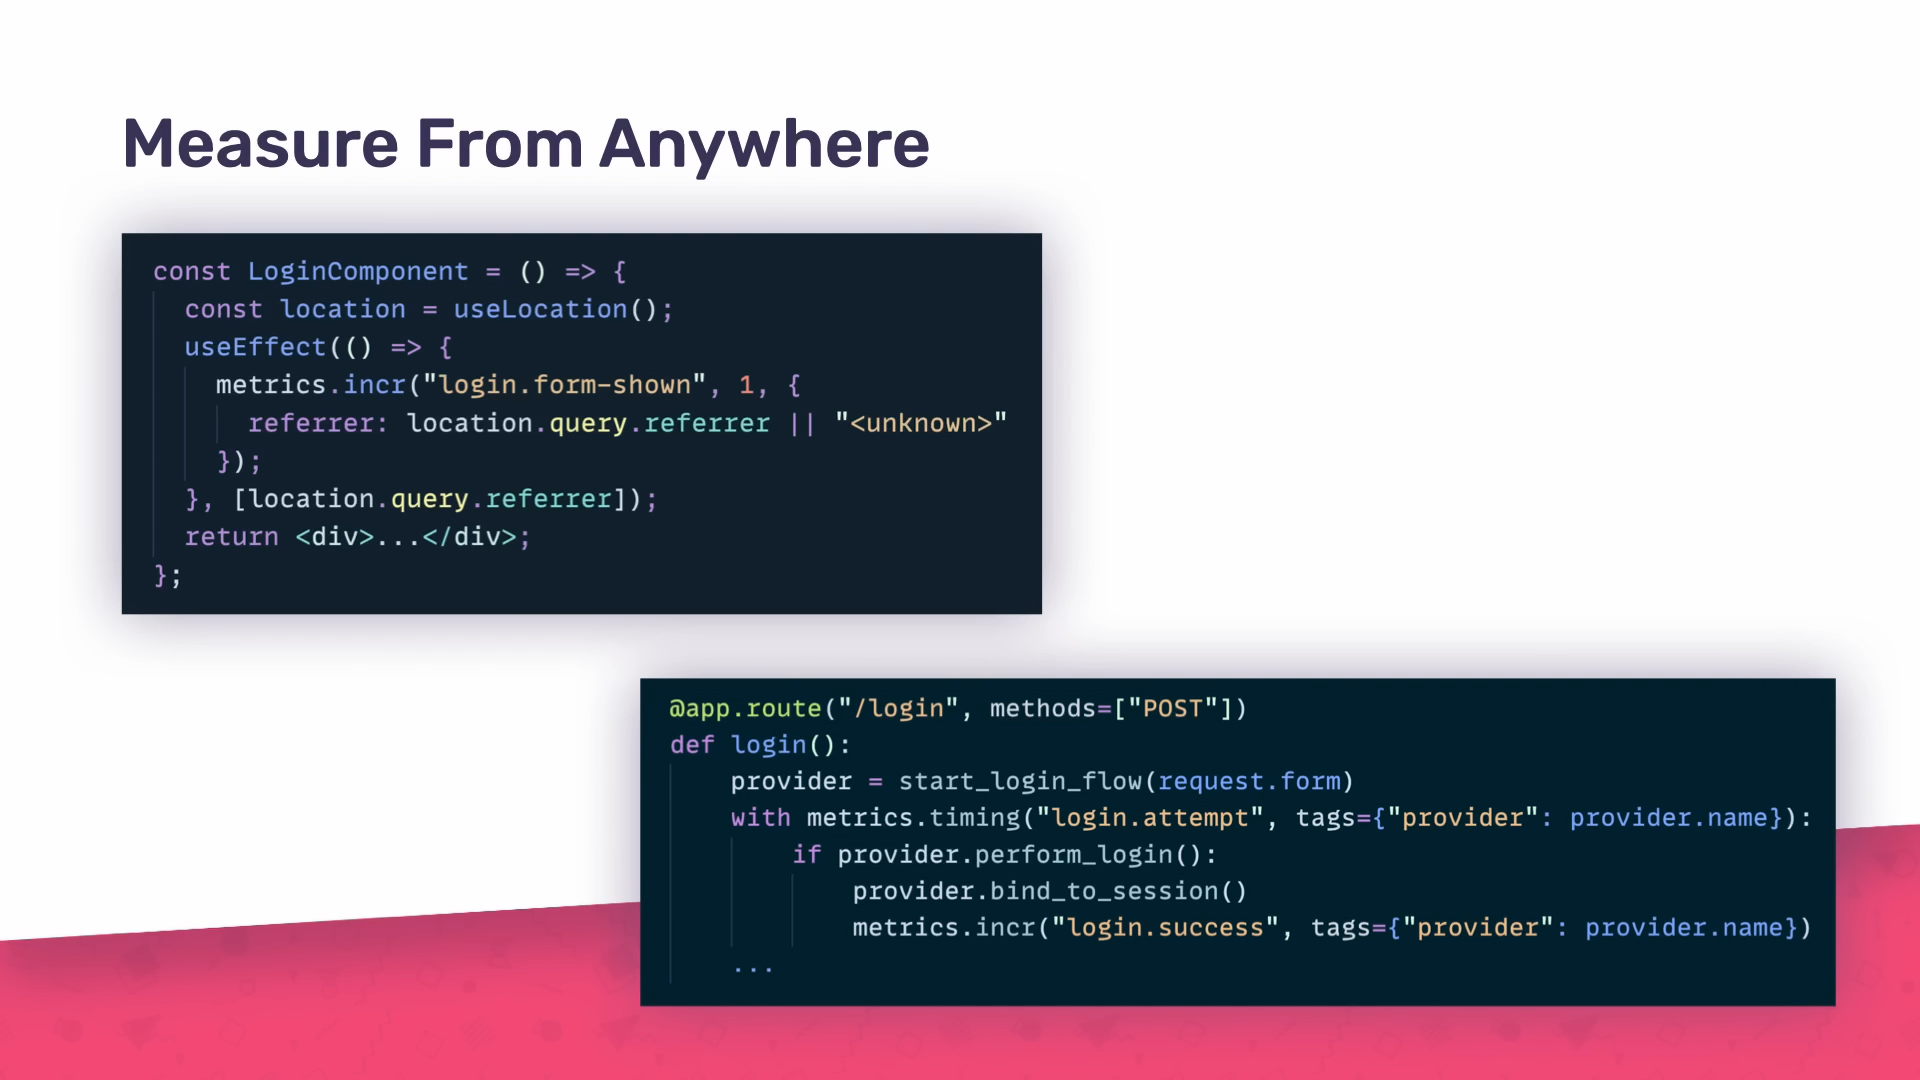 Measure From Anywhere
const LoginComponent = () => {
  const location = useLocation();
  useEffect(() => {
    metrics.incr("login.form-shown", 1, {
      referrer: location.query.referrer || "<unknown>"
    });
  }, [location.query.referrer]);
  return <div>...</div>;
};
@app.route("/login", methods=["POST"])
def login():
    provider = start_login_flow(request.form)
    with metrics.timing("login.attempt", tags={"provider": provider.name}):
        if provider.perform_login():
            provider.bind_to_session()
            metrics.incr("login.success", tags={"provider": provider.name})
    ...